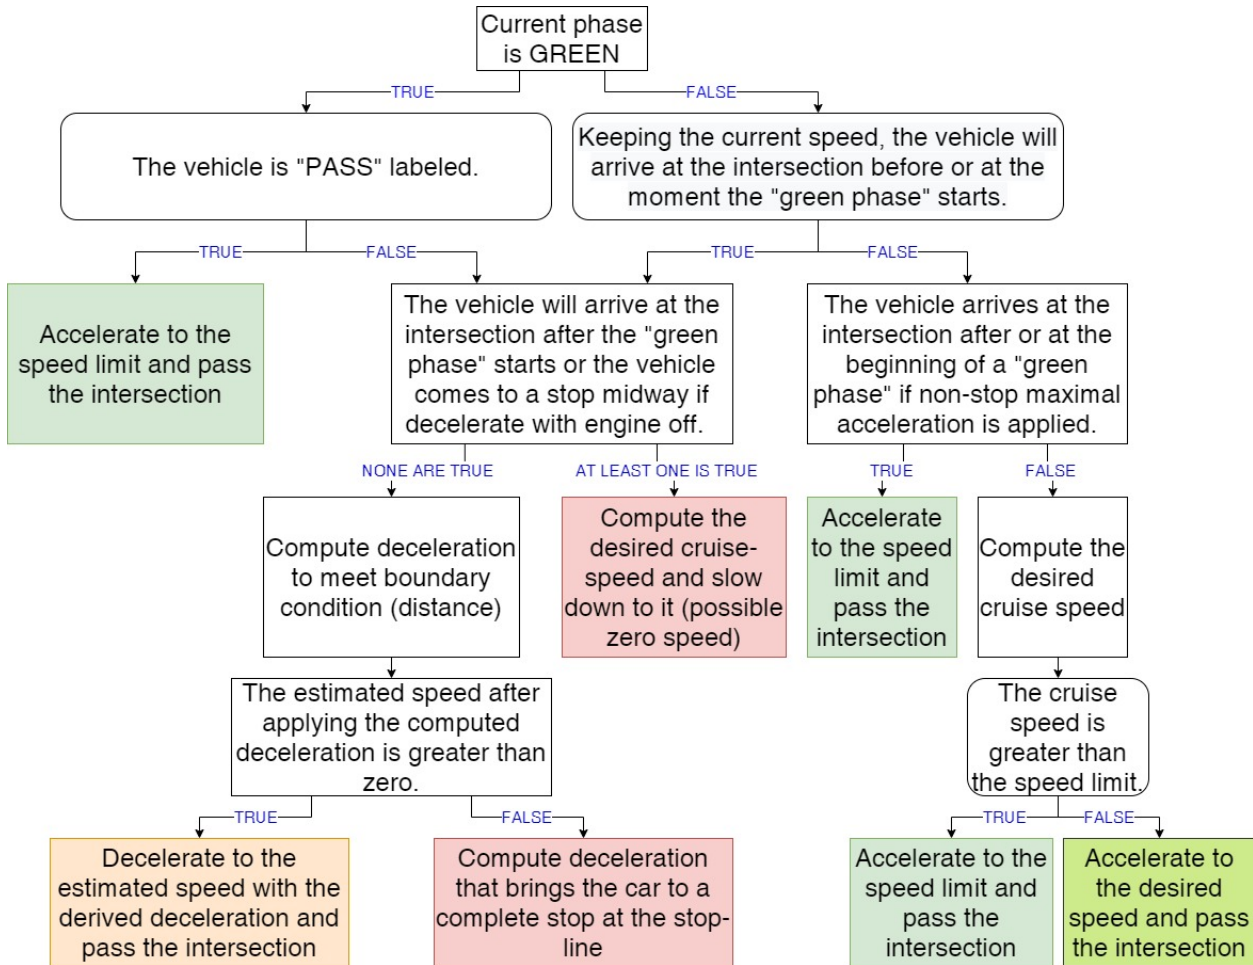 Current phase
is GREEN
TRUE
FALSE
The vehicle is "PASS" labeled.
Keeping the current speed, the vehicle will
arrive at the intersection before or at the
moment the "green phase" starts.
TRUE
FALSE
TRUE
FALSE
Accelerate to the
speed limit and pass
the intersection
The vehicle will arrive at the
intersection after the "green
phase" starts or the vehicle
comes to a stop midway if
decelerate with engine off.
The vehicle arrives at the
intersection after or at the
beginning of a "green
phase" if non-stop maximal
acceleration is applied.
NONE ARE TRUE
AT LEAST ONE IS TRUE
TRUE
FALSE
Compute deceleration
to meet boundary
condition (distance)
Compute the
desired cruise-
speed and slow
down to it (possible
zero speed)
Accelerate
to the speed
limit and
pass the
intersection
Compute the
desired
cruise speed
The estimated speed after
applying the computed
deceleration is greater than
zero.
The cruise
speed is
greater than
the speed limit.
TRUE
FALSE
TRUE
FALSE
Decelerate to the
estimated speed with the
derived deceleration and
pass the intersection
Compute deceleration
that brings the car to a
complete stop at the stop-
line
Accelerate to the
speed limit and
pass the
intersection
Accelerate to
the desired
speed and pass
the intersection